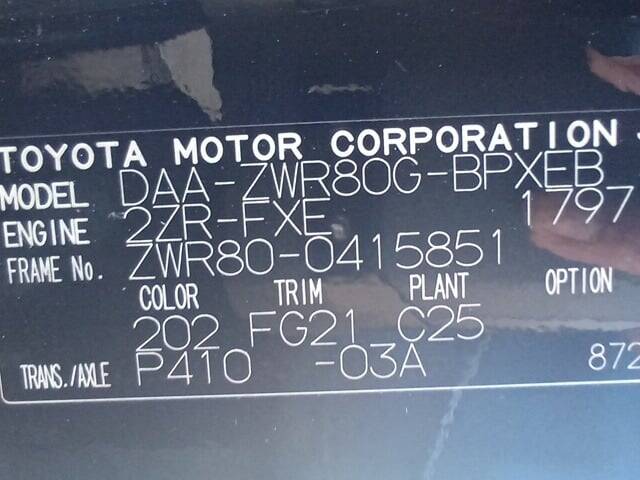 TOYOTA MOTOR CORPORATION
MODEL DAA-ZWR80G-BPXEB
ENGINE 2ZR-FXE 1797
FRAME No. ZWR80-0415851
COLOR TRIM PLANT OPTION
202 FG21 C25
TRANS./AXLE P410 -03A 872